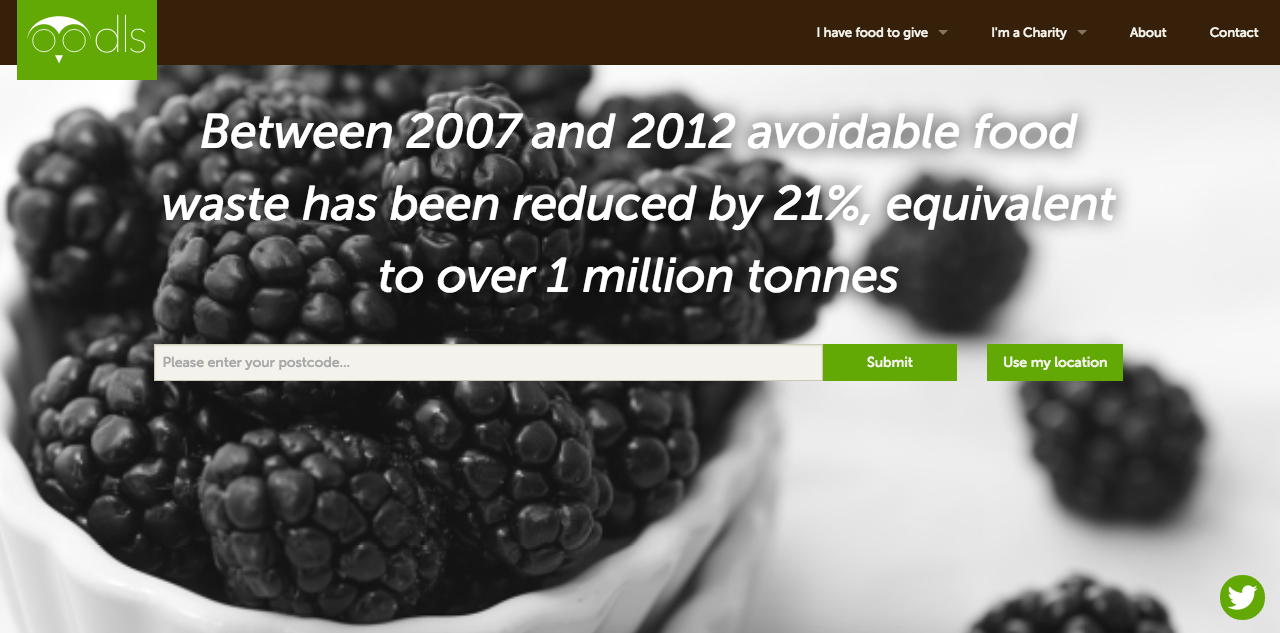 oodls
I have food to give
I'm a Charity
About
Contact
Between 2007 and 2012 avoidable food
waste has been reduced by 21%, equivalent
to over 1 million tonnes
Please enter your postcode...
Submit
Use my location